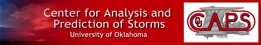 Center for Analysis and
Prediction of Storms
University of Oklahoma
CAPS